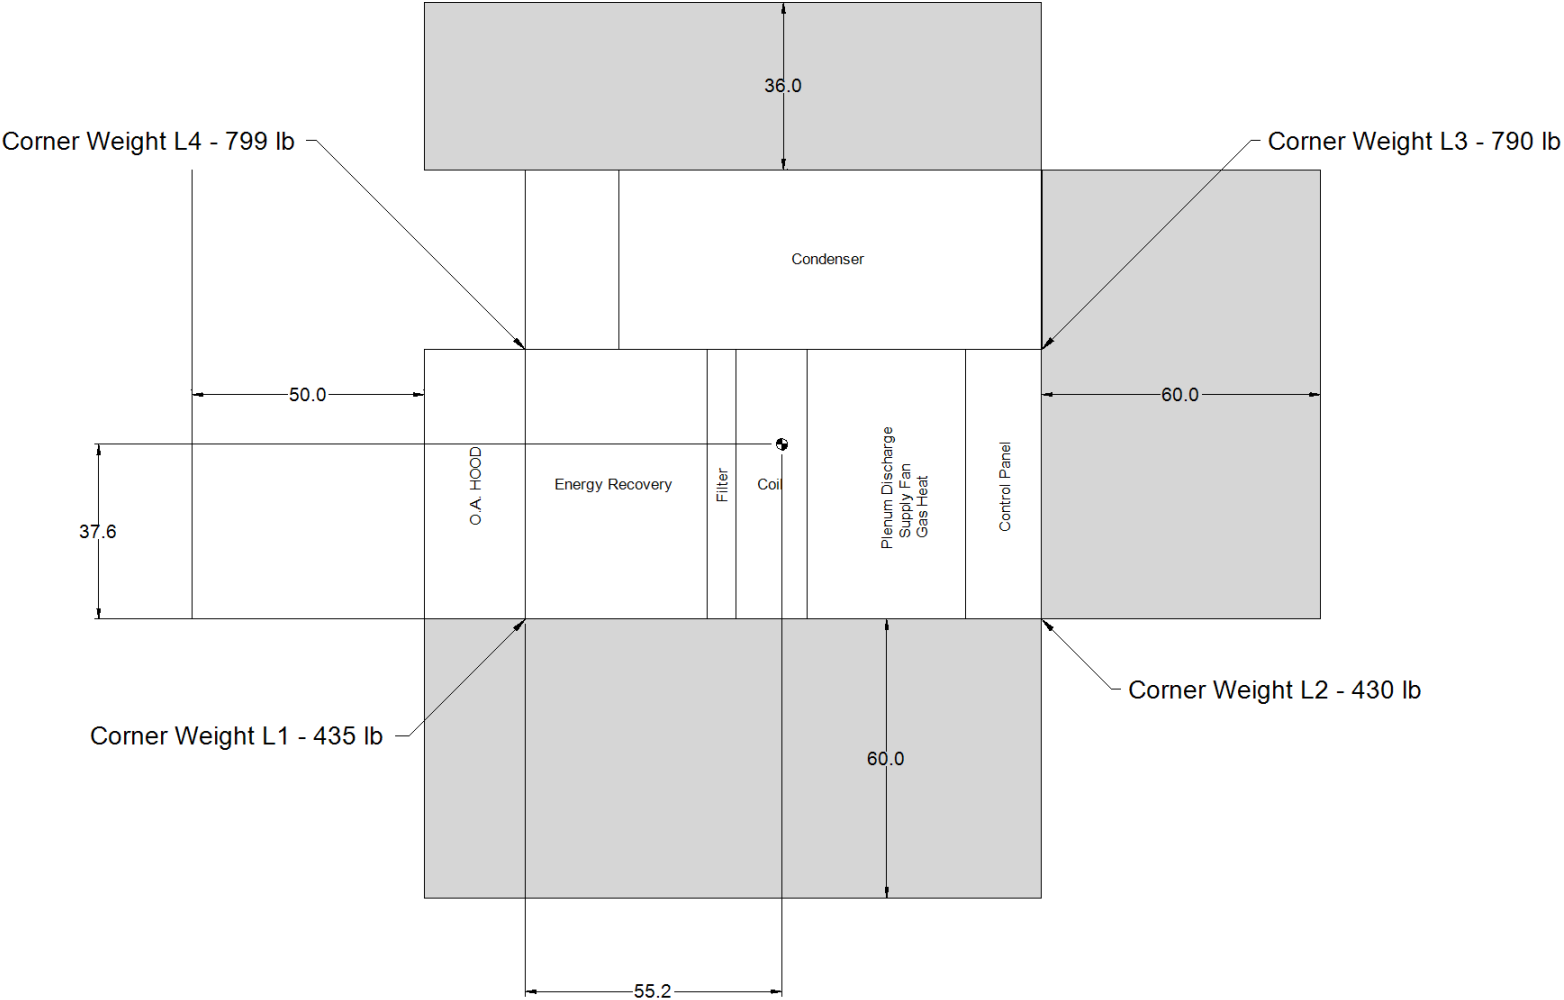 36.0
Corner Weight L4 - 799 lb
Corner Weight L3 - 790 lb
Condenser
50.0
60.0
O.A. HOOD
Energy Recovery
Filter
Coil
Plenum Discharge
Supply Fan
Gas Heat
Control Panel
37.6
Corner Weight L2 - 430 lb
Corner Weight L1 - 435 lb
60.0
55.2